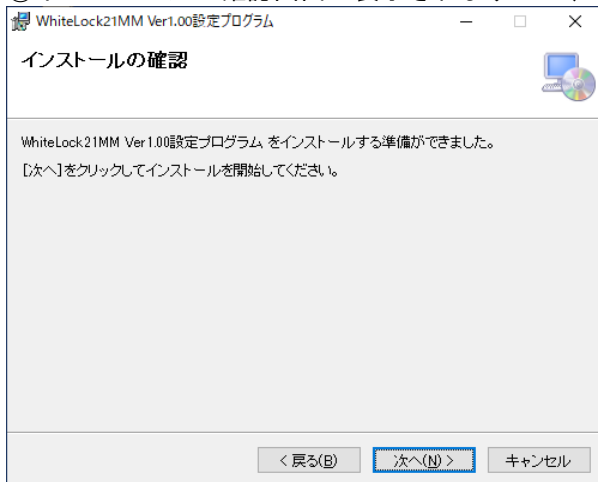 WhiteLock21MM Ver1.00設定プログラム
インストールの確認
WhiteLock21MM Ver1.00設定プログラム をインストールする準備ができました。
[次へ]をクリックしてインストールを開始してください。
< 戻る(B) 次へ(N) > キャンセル